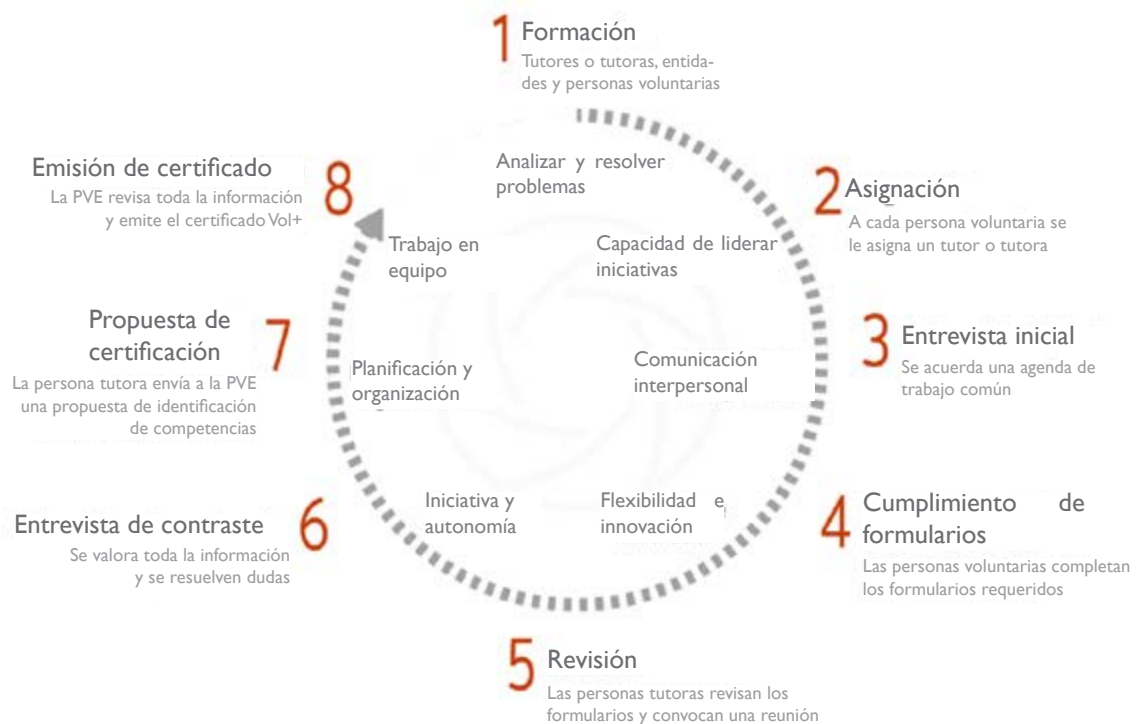 1 Formación
Tutores o tutoras, entida-
des y personas voluntarias
2 Asignación
A cada persona voluntaria se
le asigna un tutor o tutora
3 Entrevista inicial
Se acuerda una agenda de
trabajo común
4 Cumplimiento de
formularios
Las personas voluntarias completan
los formularios requeridos
5 Revisión
Las personas tutoras revisan los
formularios y convocan una reunión
6 Entrevista de contraste
Se valora toda la información
y se resuelven dudas
7 Propuesta de
certificación
La persona tutora envía a la PVE
una propuesta de identificación
de competencias
8 Emisión de certificado
La PVE revisa toda la información
y emite el certificado Vol+
Analizar y resolver
problemas
Capacidad de liderar
iniciativas
Comunicación
interpersonal
Flexibilidad e
innovación
Iniciativa y
autonomía
Planificación y
organización
Trabajo en
equipo